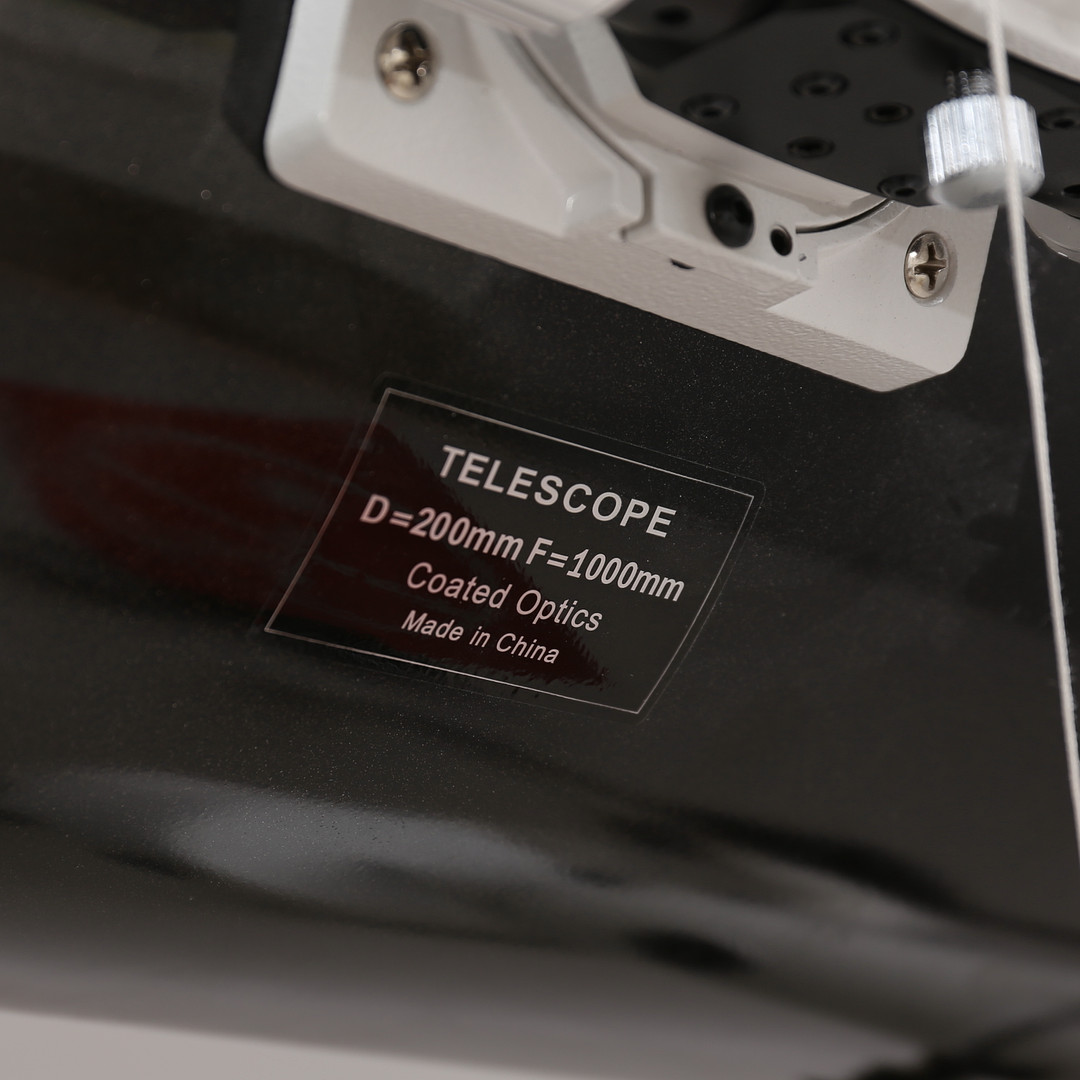 TELESCOPE
D=200mm F=1000mm
Coated Optics
Made in China